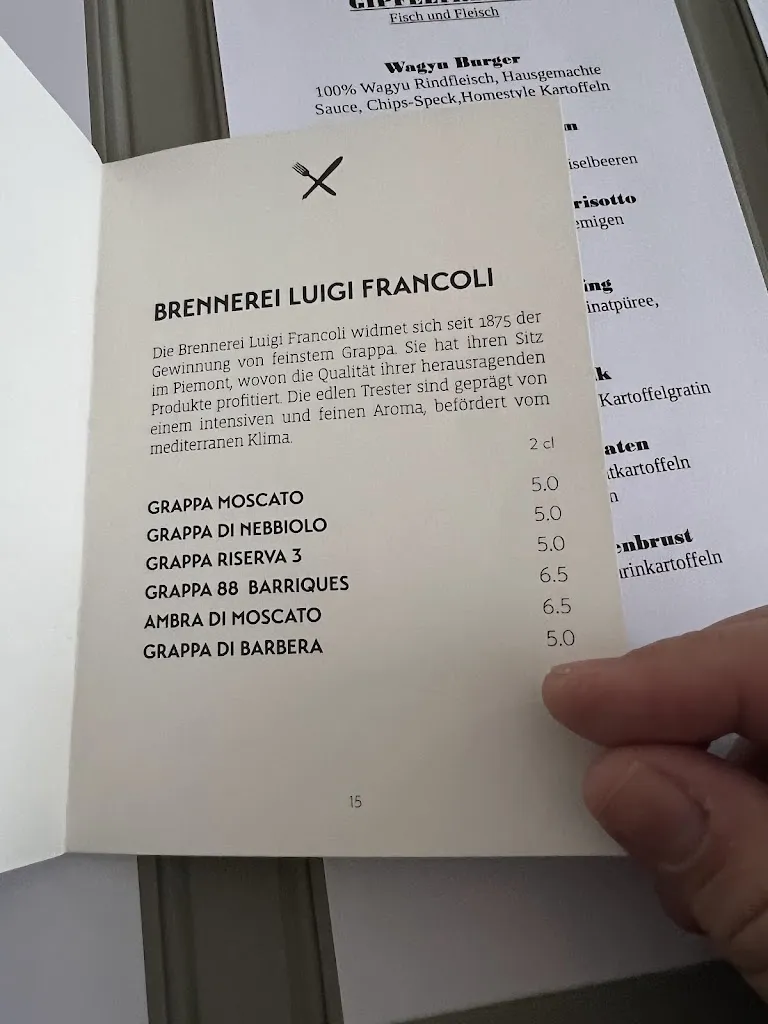 Fisch und Fleisch
Wagyu Burger
100% Wagyu Rindfleisch, Hausgemachte
Sauce, Chips-Speck,Homestyle Kartoffeln
BRENNEREI LUIGI FRANCOLI
Die Brennerei Luigi Francoli widmet sich seit 1875 der
Gewinnung von feinstem Grappa. Sie hat ihren Sitz
im Piemont, wovon die Qualität ihrer herausragenden
Produkte profitiert. Die edlen Trester sind geprägt von
einem intensiven und feinen Aroma, befördert vom
mediterranen Klima.
2 cl
GRAPPA MOSCATO 5.0
GRAPPA DI NEBBIOLO 5.0
GRAPPA RISERVA 3 5.0
GRAPPA 88 BARRIQUES 6.5
AMBRA DI MOSCATO 6.5
GRAPPA DI BARBERA 5.0
15
iselbeeren
risotto
emigen
ing
inatpüree,
k
Kartoffelgratin
aten
tkartoffeln
n
enbrust
rinkartoffeln